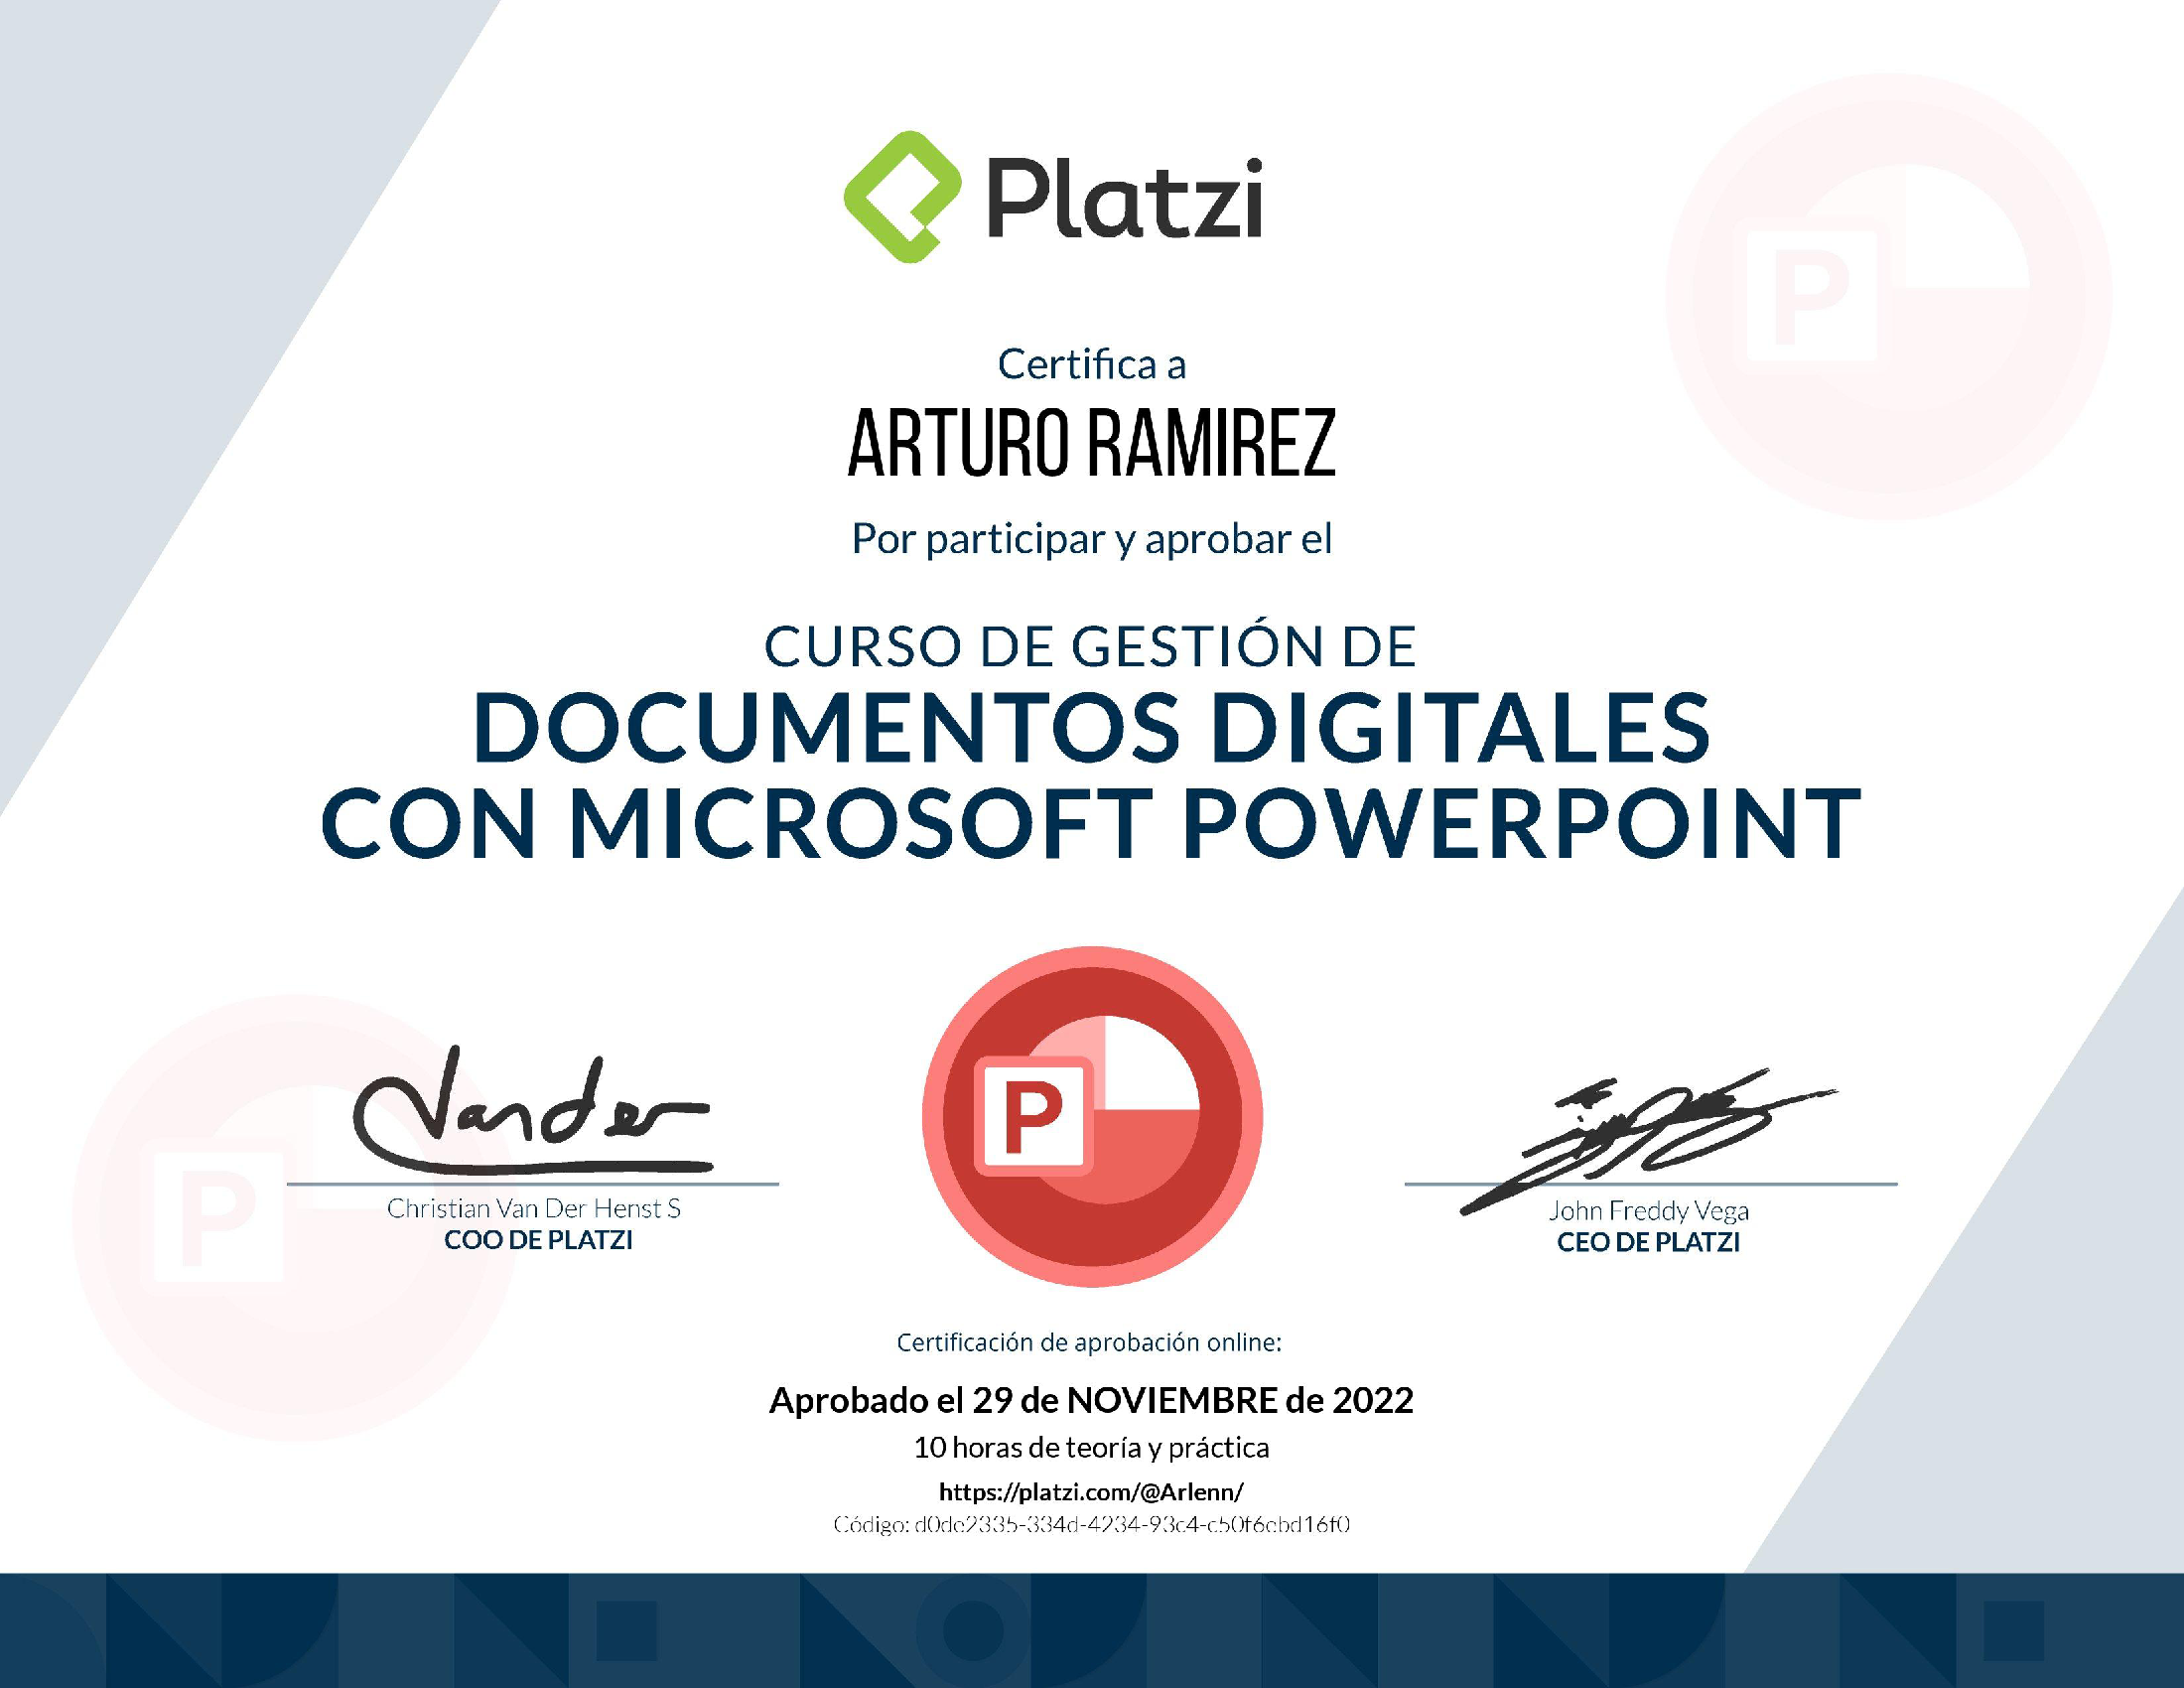 Platzi
Certifica a
ARTURO RAMIREZ
Por participar y aprobar el
CURSO DE GESTIÓN DE
DOCUMENTOS DIGITALES
CON MICROSOFT POWERPOINT
P
P
P
Vander
Christian Van Der Henst S
COO DE PLATZI
John Freddy Vega
CEO DE PLATZI
Certificación de aprobación online:
Aprobado el 29 de NOVIEMBRE de 2022
10 horas de teoría y práctica
https://platzi.com/@Arlenn/
Código: d0de2335-334d-4234-93c4-c50f6ebd16f0